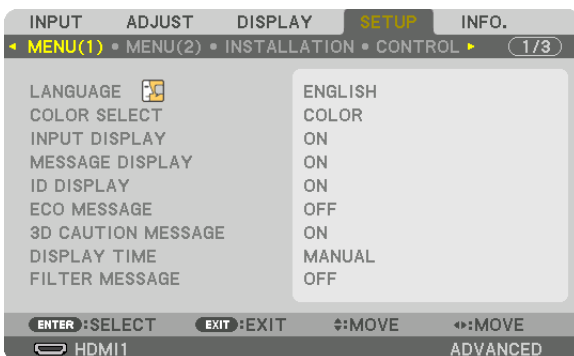 INPUT ADJUST DISPLAY SETUP INFO.
MENU(1) • MENU(2) • INSTALLATION • CONTROL 1/3
LANGUAGE ENGLISH
COLOR SELECT COLOR
INPUT DISPLAY ON
MESSAGE DISPLAY ON
ID DISPLAY ON
ECO MESSAGE OFF
3D CAUTION MESSAGE ON
DISPLAY TIME MANUAL
FILTER MESSAGE OFF
ENTER :SELECT EXIT :EXIT :MOVE :MOVE
HDMI1 ADVANCED